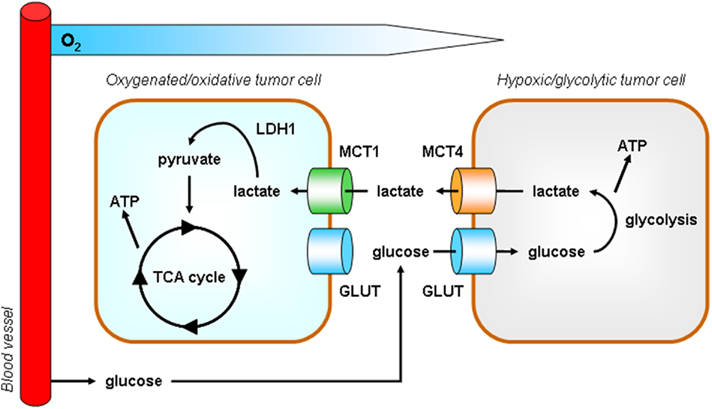 O2
Oxygenated/oxidative tumor cell
Hypoxic/glycolytic tumor cell
LDH1
MCT1
MCT4
ATP
pyruvate
lactate
lactate
lactate
ATP
glycolysis
glucose
glucose
TCA cycle
GLUT
GLUT
Blood vessel
glucose